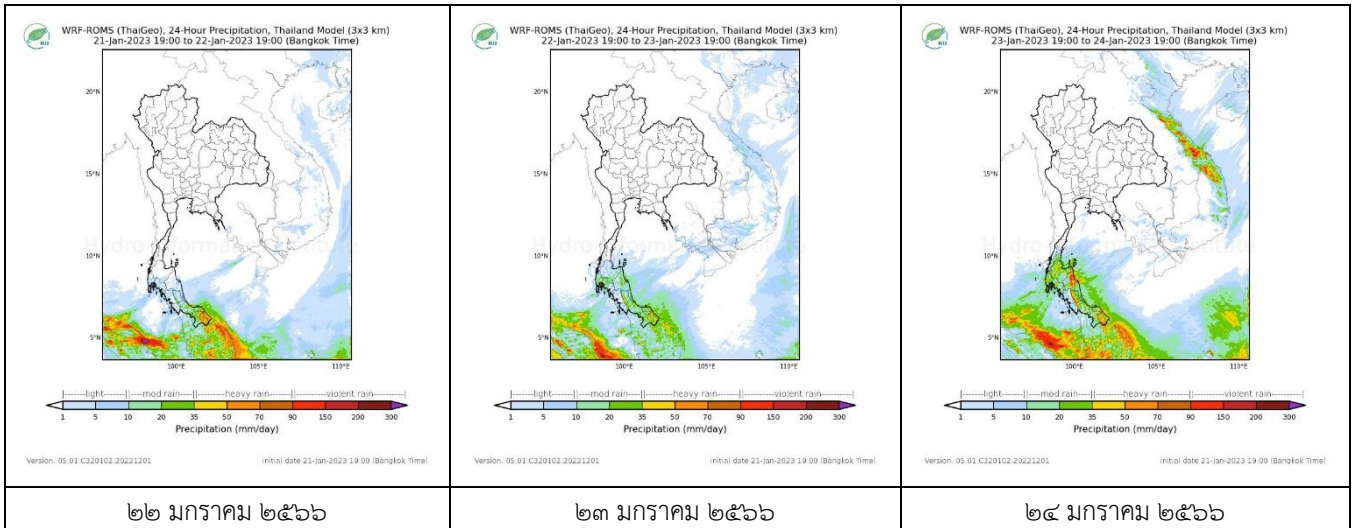 WRF-ROMS (ThaiGeo), 24-Hour Precipitation, Thailand Model (3x3 km)
21-Jan-2023 19:00 to 22-Jan-2023 19:00 (Bangkok Time)
HII
20°N
15°N
10°N
5°N
100°E
105°E
110°E
Hydro Informatics Institute
|------light------||---mod rain---||------heavy rain------||------violent rain------|
1 5 10 20 35 50 70 90 150 200 300
Precipitation (mm/day)
Version: 05.01.C320102.20221201
initial date 21-Jan-2023 19:00 (Bangkok Time)
๒๒ มกราคม ๒๕๖๖
WRF-ROMS (ThaiGeo), 24-Hour Precipitation, Thailand Model (3x3 km)
22-Jan-2023 19:00 to 23-Jan-2023 19:00 (Bangkok Time)
HII
20°N
15°N
10°N
5°N
100°E
105°E
110°E
Hydro Informatics Institute
|------light------||---mod rain---||------heavy rain------||------violent rain------|
1 5 10 20 35 50 70 90 150 200 300
Precipitation (mm/day)
Version: 05.01.C320102.20221201
initial date 21-Jan-2023 19:00 (Bangkok Time)
๒๓ มกราคม ๒๕๖๖
WRF-ROMS (ThaiGeo), 24-Hour Precipitation, Thailand Model (3x3 km)
23-Jan-2023 19:00 to 24-Jan-2023 19:00 (Bangkok Time)
HII
20°N
15°N
10°N
5°N
100°E
105°E
110°E
Hydro Informatics Institute
|------light------||---mod rain---||------heavy rain------||------violent rain------|
1 5 10 20 35 50 70 90 150 200 300
Precipitation (mm/day)
Version: 05.01.C320102.20221201
initial date 21-Jan-2023 19:00 (Bangkok Time)
๒๔ มกราคม ๒๕๖๖